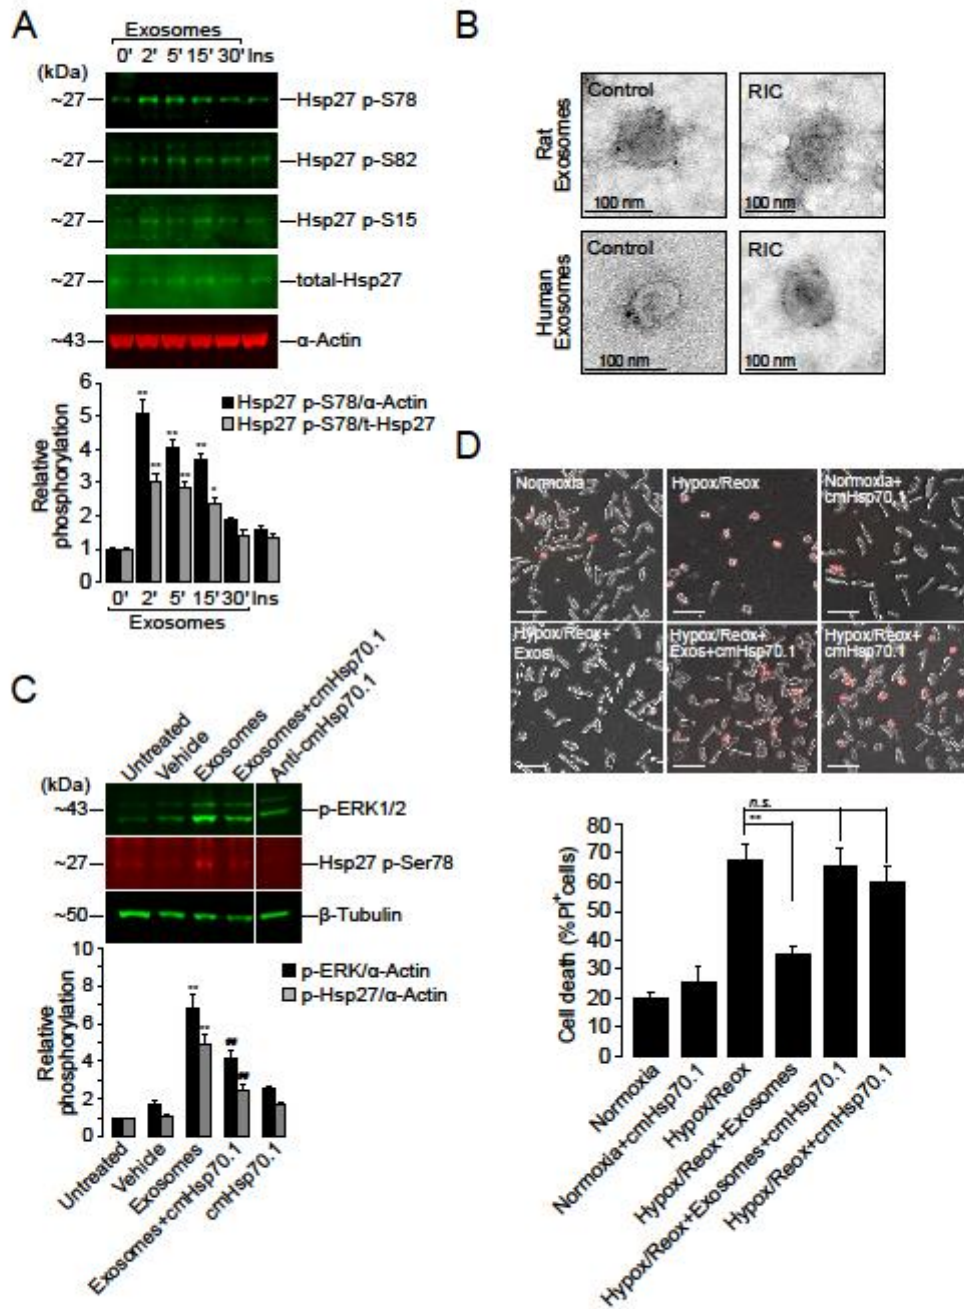 A
Exosomes
0' 2' 5' 15' 30' Ins
(kDa)
~27 Hsp27 p-S78
~27 Hsp27 p-S82
~27 Hsp27 p-S15
~27 total-Hsp27
~43 α-Actin
Relative phosphorylation
6
5
4
3
2
1
0
** ** ** ** ** *
Hsp27 p-S78/α-Actin
Hsp27 p-S78/t-Hsp27
0' 2' 5' 15' 30' Ins
Exosomes
B
Rat Exosomes
Control
100 nm
RIC
100 nm
Human Exosomes
Control
100 nm
RIC
100 nm
C
Untreated
Vehicle
Exosomes
Exosomes+cmHsp70.1
Anti-cmHsp70.1
(kDa)
~43 p-ERK1/2
~27 Hsp27 p-Ser78
~50 β-Tubulin
Relative phosphorylation
10
8
6
4
2
1
0
** ** ## ##
p-ERK/α-Actin
p-Hsp27/α-Actin
Untreated
Vehicle
Exosomes
Exosomes+cmHsp70.1
cmHsp70.1
D
Normoxia
Hypox/Reox
Normoxia+
cmHsp70.1
Hypox/Reox+
Exos
Hypox/Reox+
Exos+cmHsp70.1
Hypox/Reox+
cmHsp70.1
Cell death (%PI+cells)
80
70
60
50
40
30
20
10
0
n.s.
**
Normoxia
Normoxia+cmHsp70.1
Hypox/Reox
Hypox/Reox+Exosomes
Hypox/Reox+Exosomes+cmHsp70.1
Hypox/Reox+cmHsp70.1